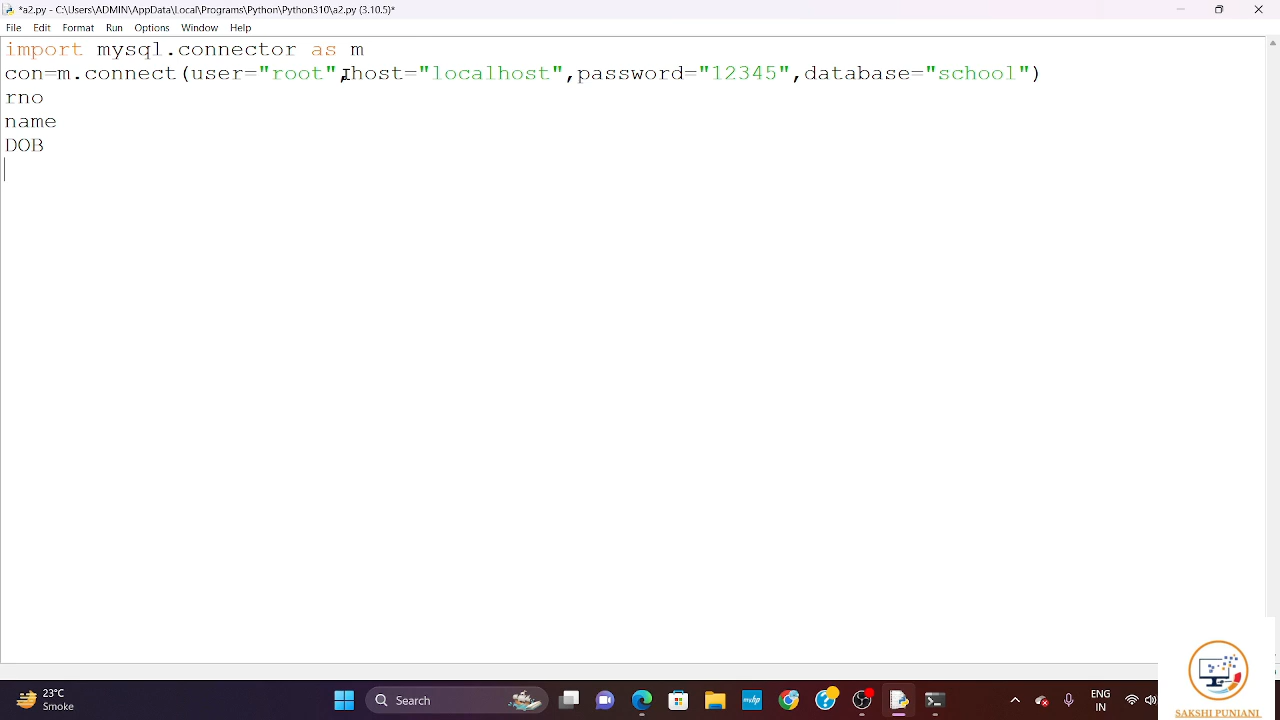 *a2.py - C:\Users\ADMIN\AppData\Local\Programs\Python\Python310\a2.py (3.10.5)*
File Edit Format Run Options Window Help
import mysql.connector as m
con=m.connect(user="root",host="localhost",password="12345",database="school")
rno
name
DOB
23°C
Smoke
Search
ENG
IN
SAKSHI PUNIANI